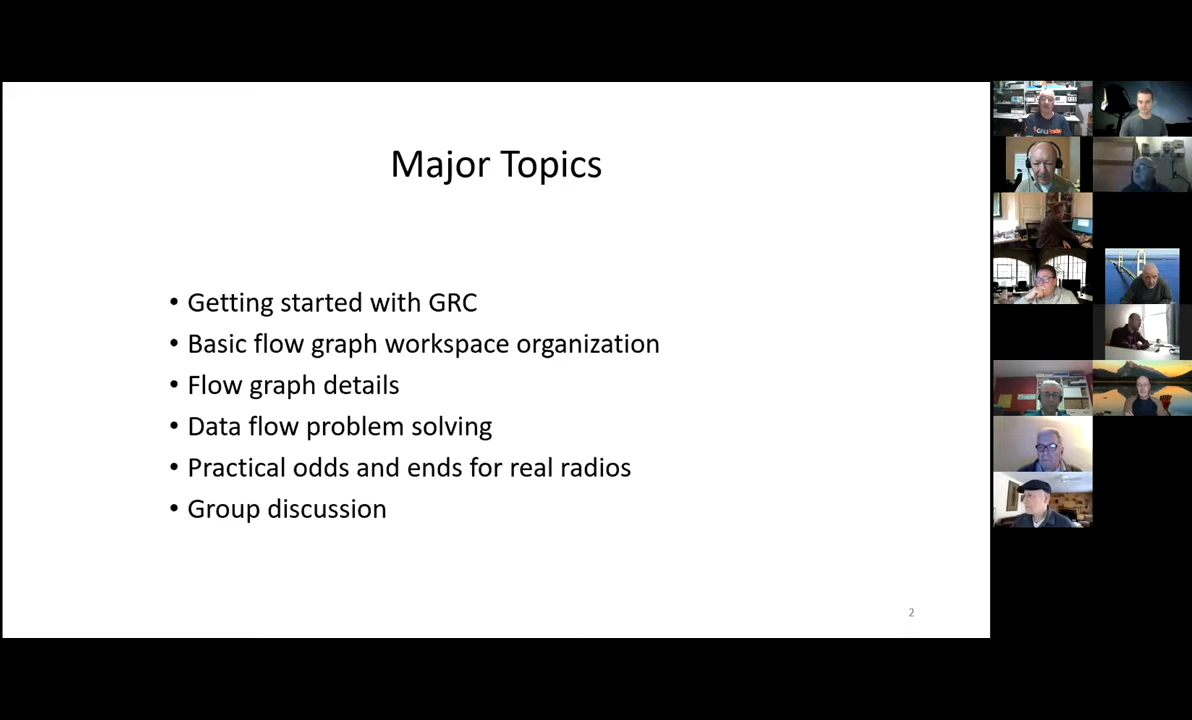 Major Topics
• Getting started with GRC
• Basic flow graph workspace organization
• Flow graph details
• Data flow problem solving
• Practical odds and ends for real radios
• Group discussion
2